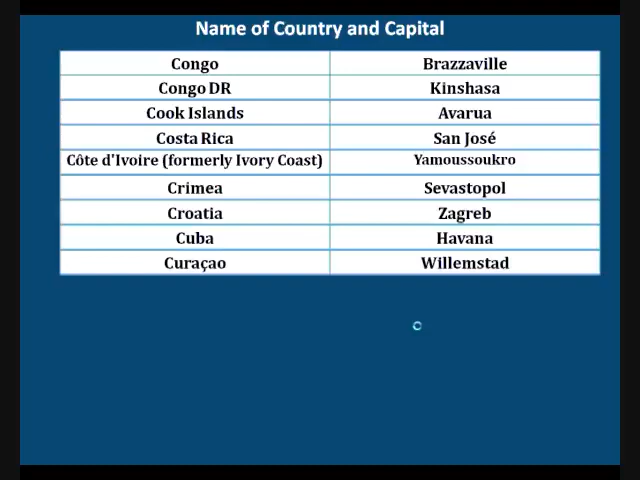 Name of Country and Capital
Congo Brazzaville
Congo DR Kinshasa
Cook Islands Avarua
Costa Rica San José
Côte d'Ivoire (formerly Ivory Coast) Yamoussoukro
Crimea Sevastopol
Croatia Zagreb
Cuba Havana
Curaçao Willemstad